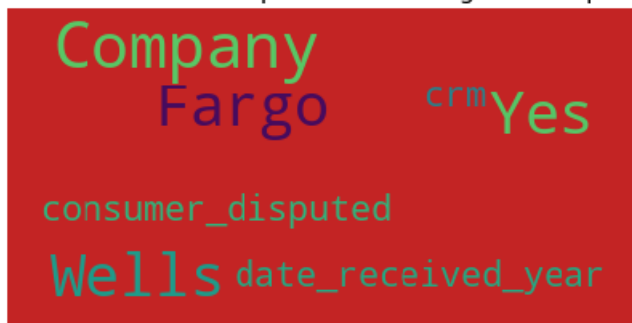 Company
Fargo
crm Yes
consumer_disputed
Wells date_received_year